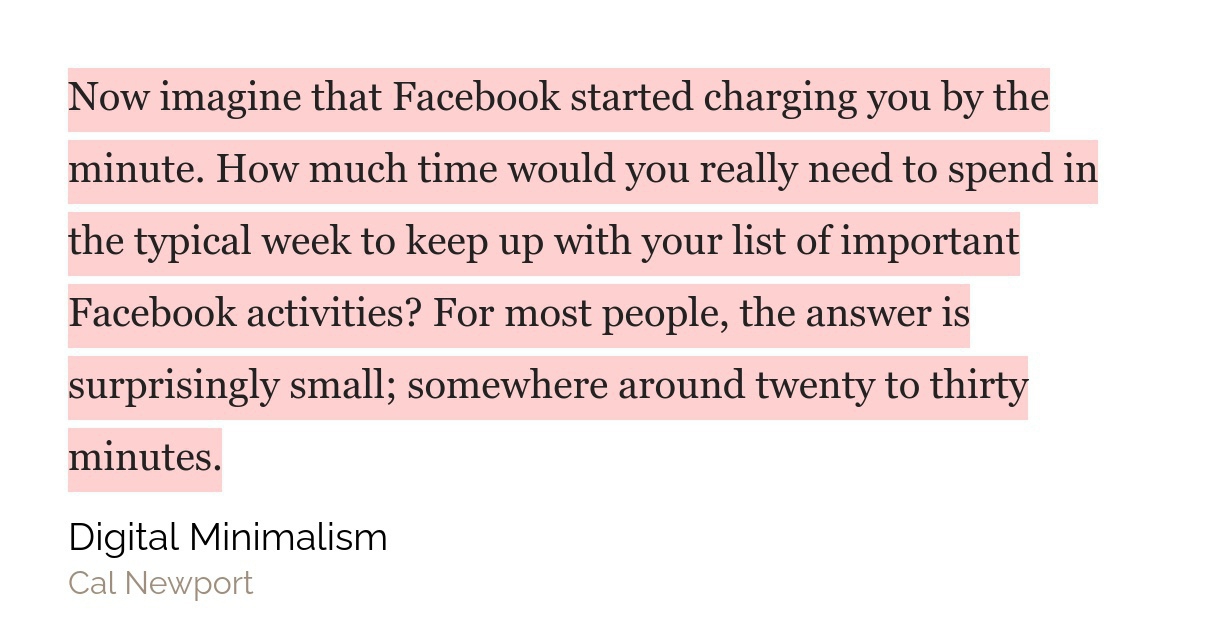 Now imagine that Facebook started charging you by the
minute. How much time would you really need to spend in
the typical week to keep up with your list of important
Facebook activities? For most people, the answer is
surprisingly small; somewhere around twenty to thirty
minutes.
Digital Minimalism
Cal Newport